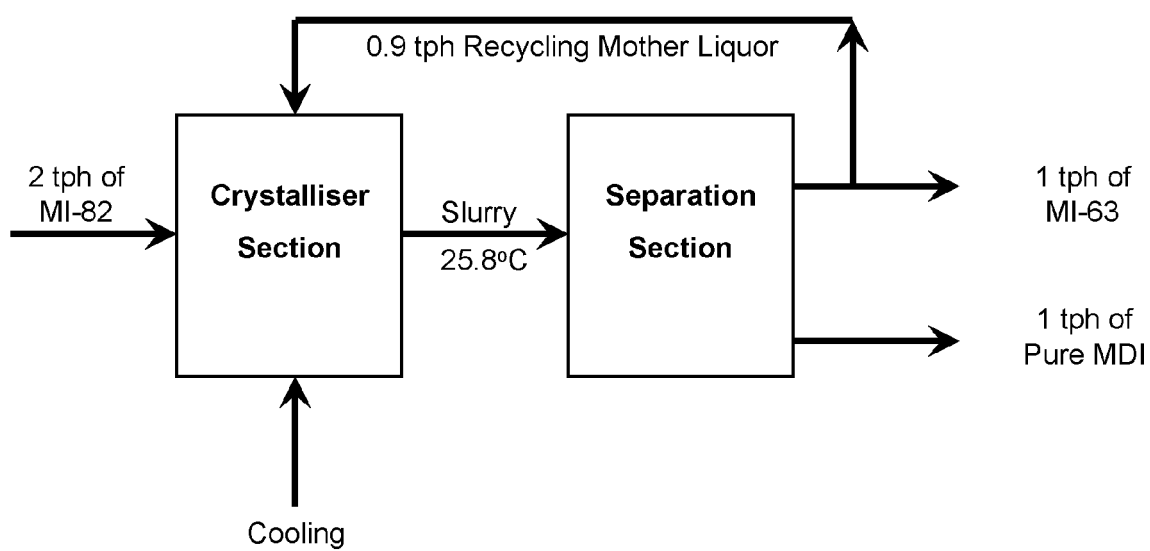 0.9 tph Recycling Mother Liquor
2 tph of
MI-82
Crystalliser
Section
Slurry
25.8ºC
Separation
Section
1 tph of
MI-63
1 tph of
Pure MDI
Cooling